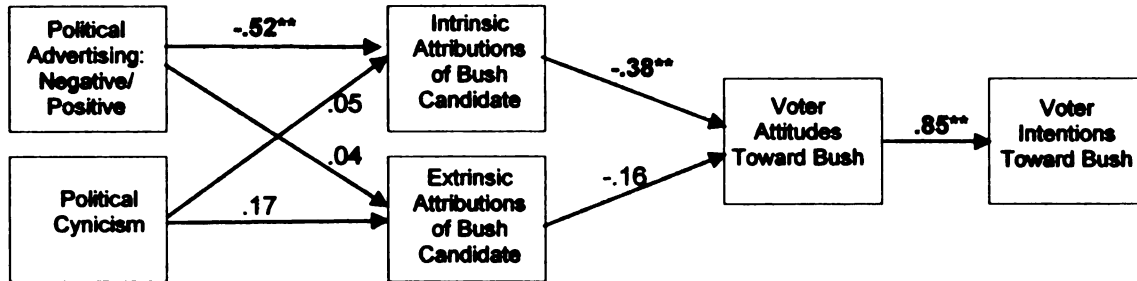 Political
Advertising:
Negative/
Positive
-.52**
Intrinsic
Attributions
of Bush
Candidate
-.38**
.05
Voter
Attitudes
Toward Bush
.85**
Voter
Intentions
Toward Bush
.04
Political
Cynicism
.17
Extrinsic
Attributions
of Bush
Candidate
-.16